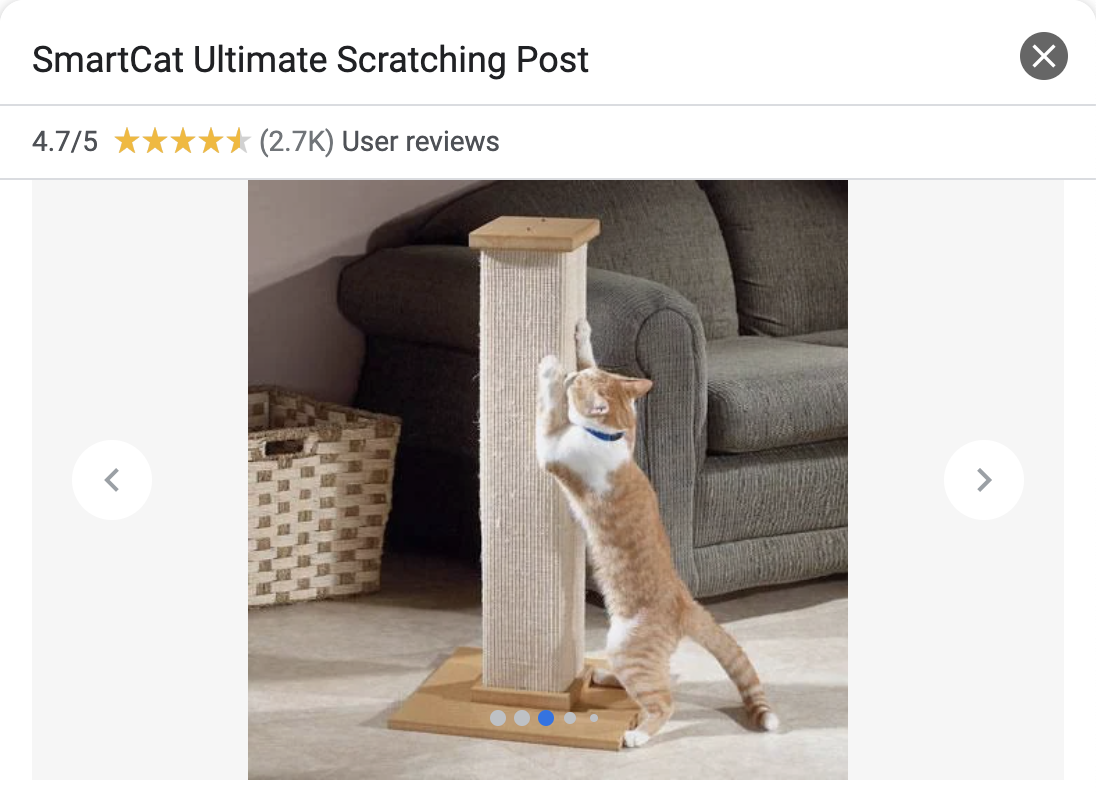 SmartCat Ultimate Scratching Post
4.7/5 (2.7K) User reviews